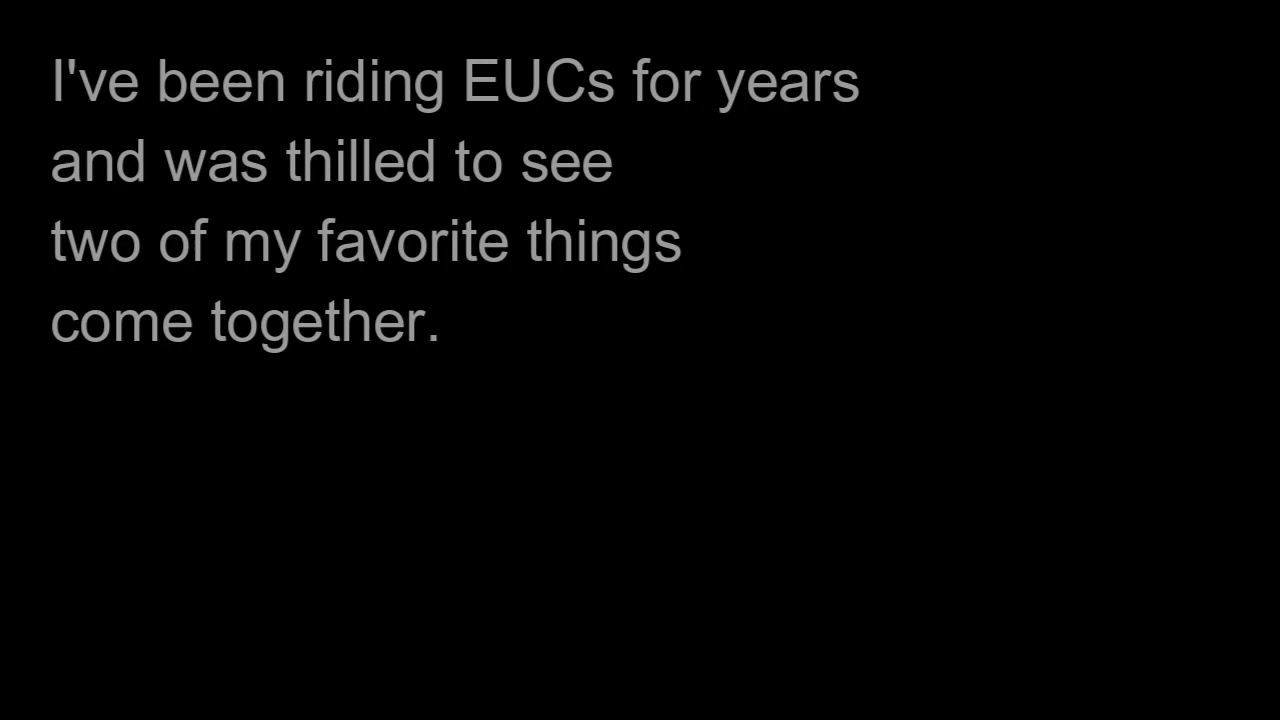 I've been riding EUCs for years
and was thilled to see
two of my favorite things
come together.